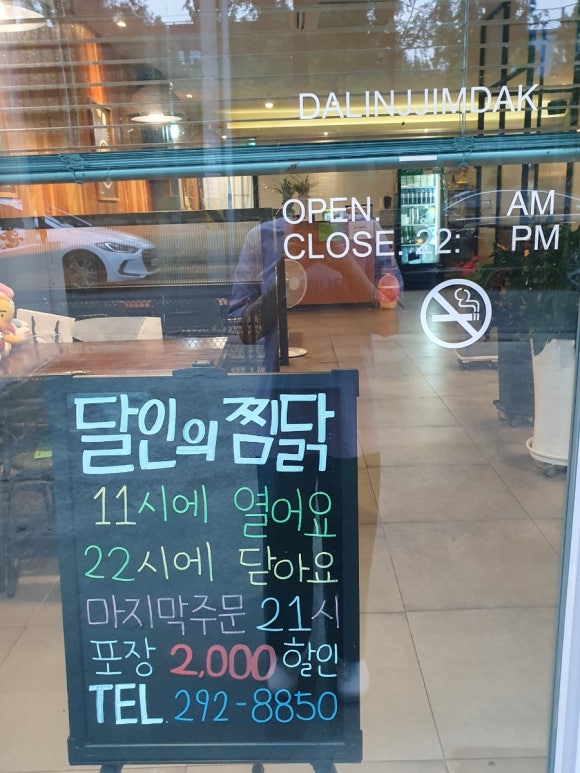 DALINJJIMDAK
OPEN. AM
CLOSE. 22: PM
달인의 찜닭
11시에 열어요
22시에 닫아요
마지막주문 21시
포장 2,000 할인
TEL. 292-8850